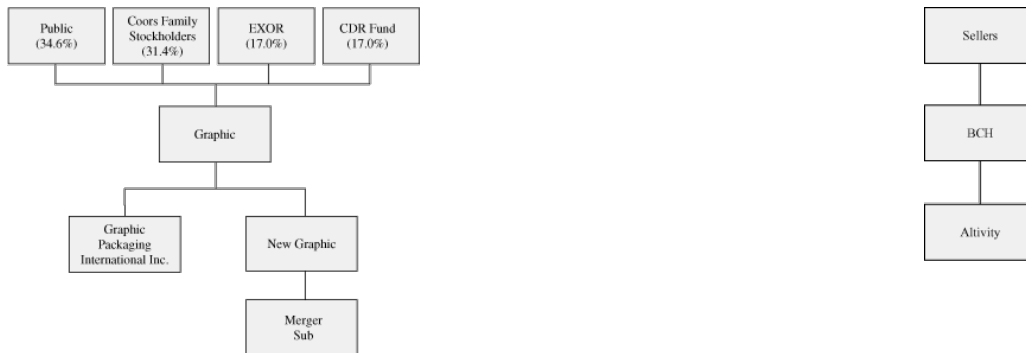 Public
(34.6%)
Coors Family
Stockholders
(31.4%)
EXOR
(17.0%)
CDR Fund
(17.0%)
Graphic
Graphic
Packaging
International Inc.
New Graphic
Merger
Sub
Sellers
BCH
Altivity